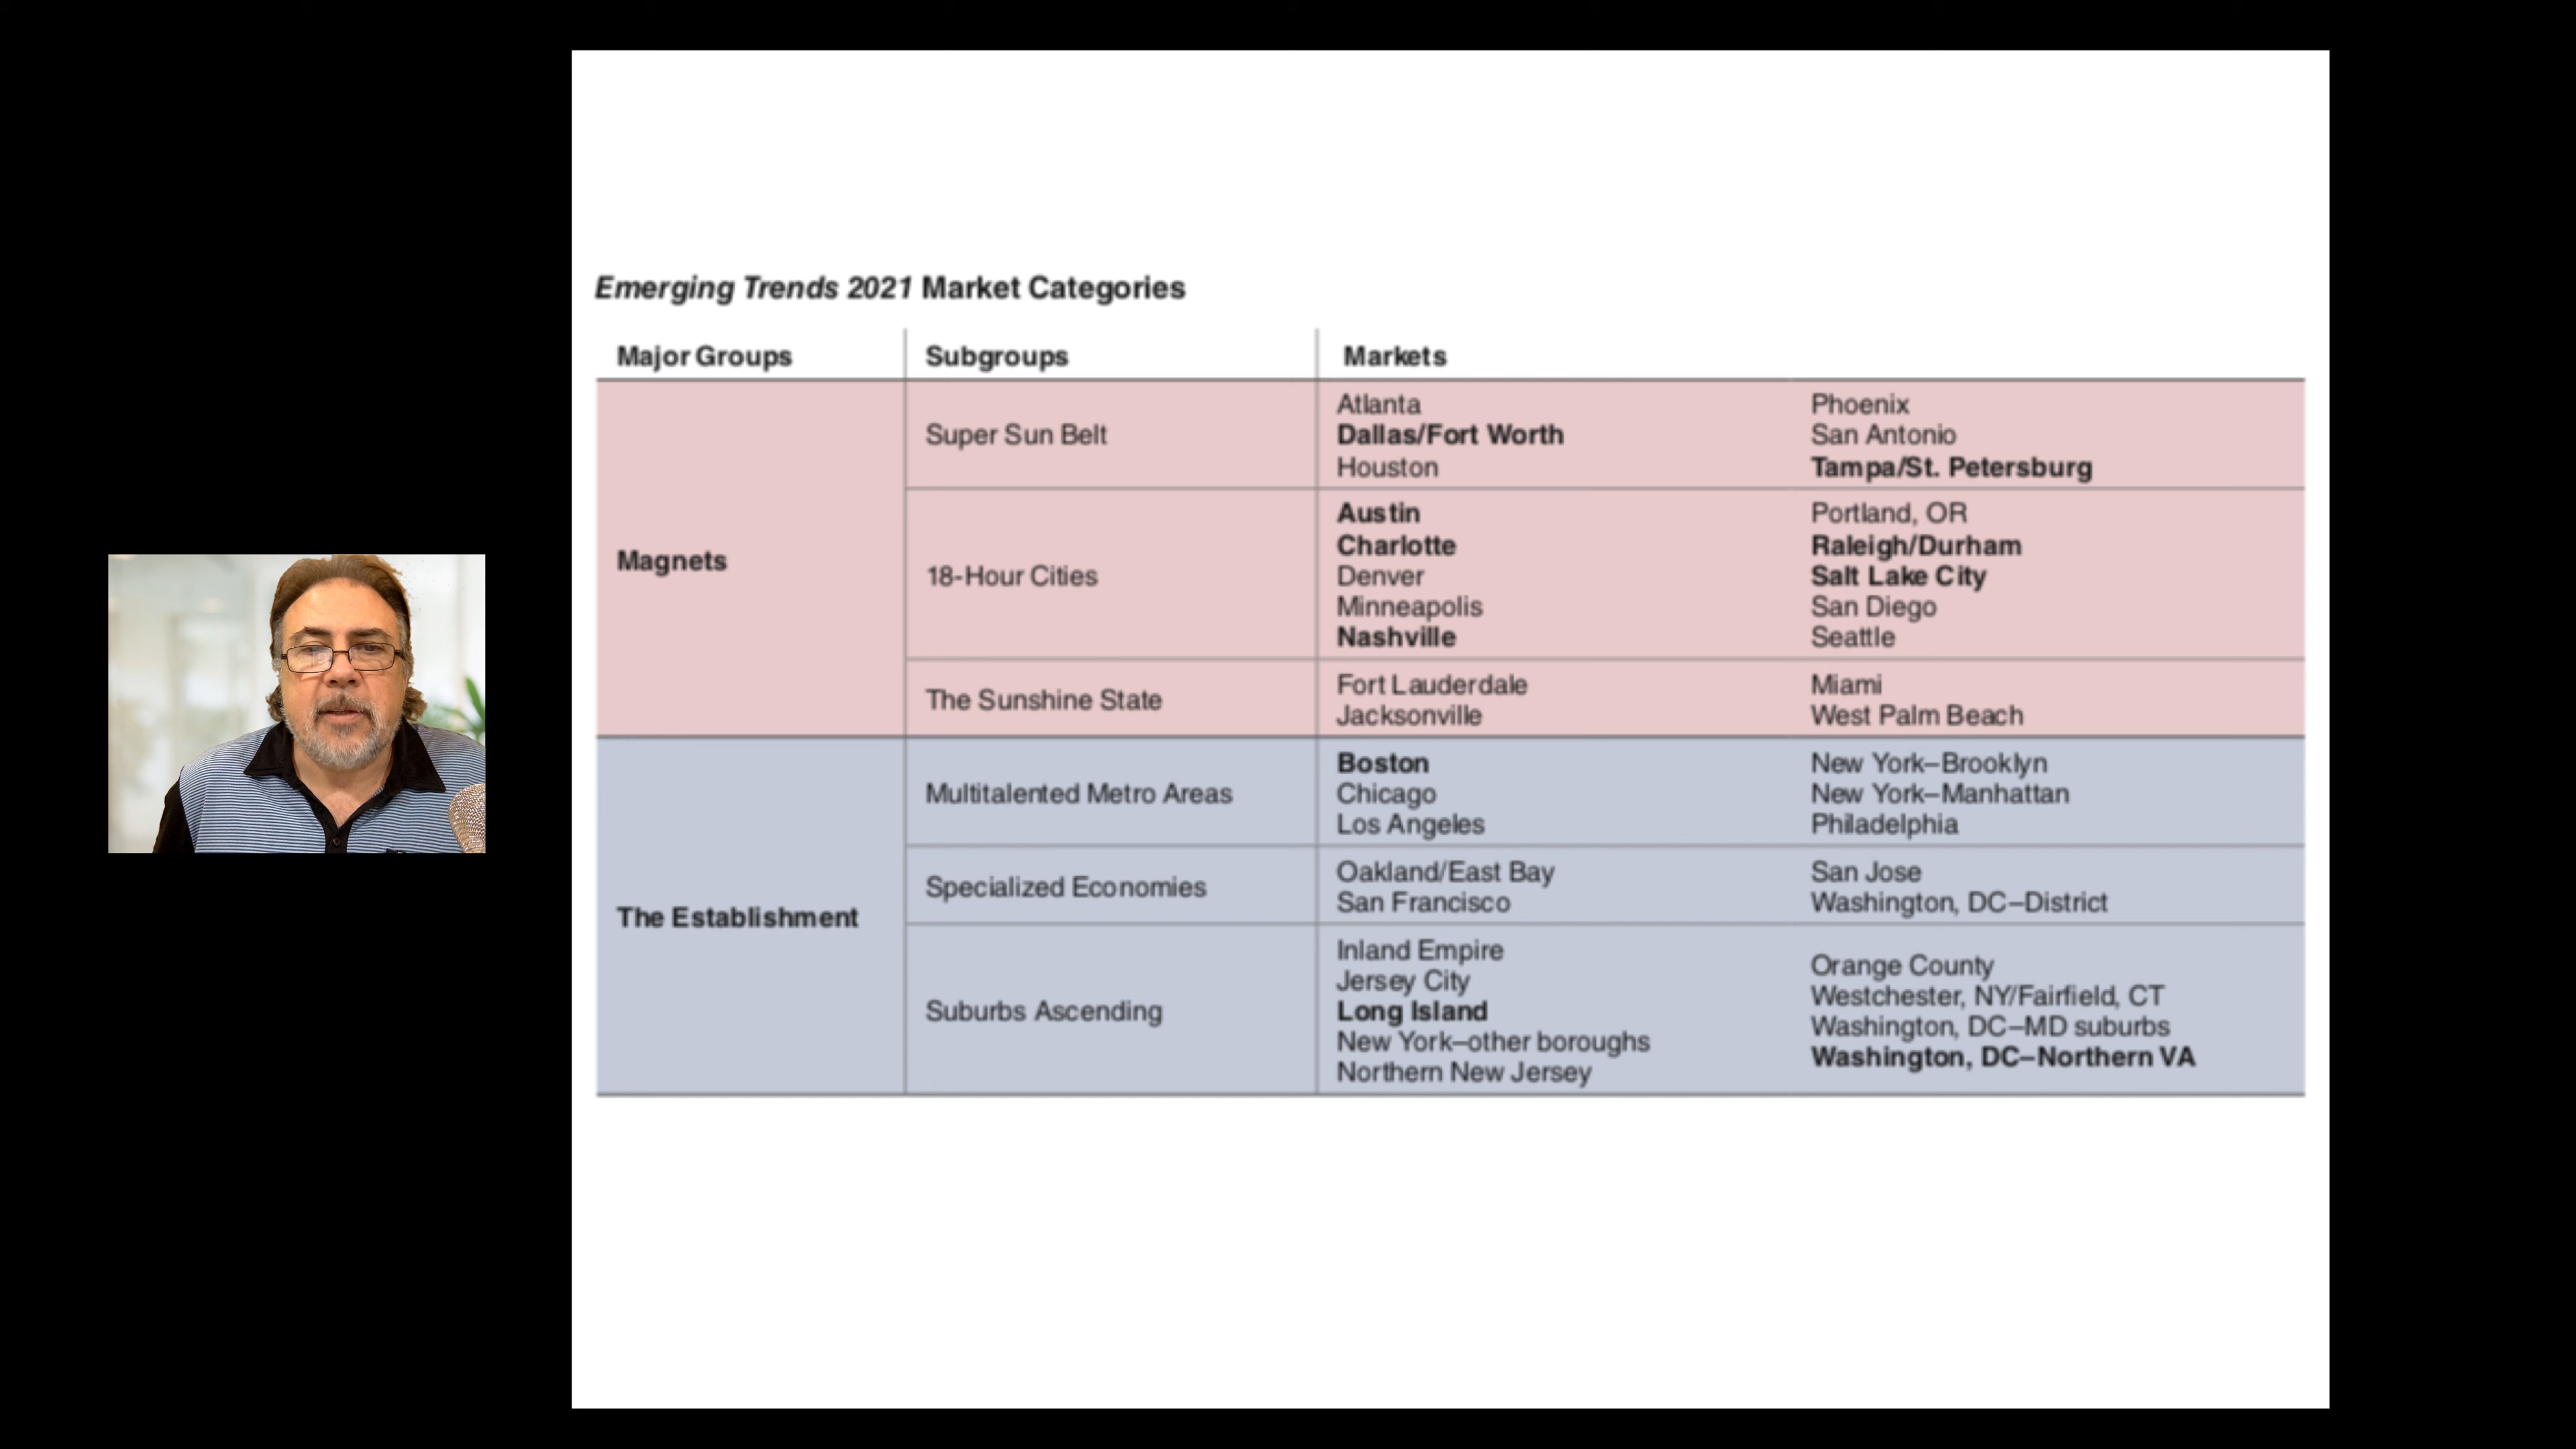 Emerging Trends 2021 Market Categories
Major Groups Subgroups Markets
Magnets
Super Sun Belt
Atlanta
Dallas/Fort Worth
Houston
Phoenix
San Antonio
Tampa/St. Petersburg
18-Hour Cities
Austin
Charlotte
Denver
Minneapolis
Nashville
Portland, OR
Raleigh/Durham
Salt Lake City
San Diego
Seattle
The Sunshine State
Fort Lauderdale
Jacksonville
Miami
West Palm Beach
The Establishment
Multitalented Metro Areas
Boston
Chicago
Los Angeles
New York–Brooklyn
New York–Manhattan
Philadelphia
Specialized Economies
Oakland/East Bay
San Francisco
San Jose
Washington, DC–District
Suburbs Ascending
Inland Empire
Jersey City
Long Island
New York–other boroughs
Northern New Jersey
Orange County
Westchester, NY/Fairfield, CT
Washington, DC–MD suburbs
Washington, DC–Northern VA